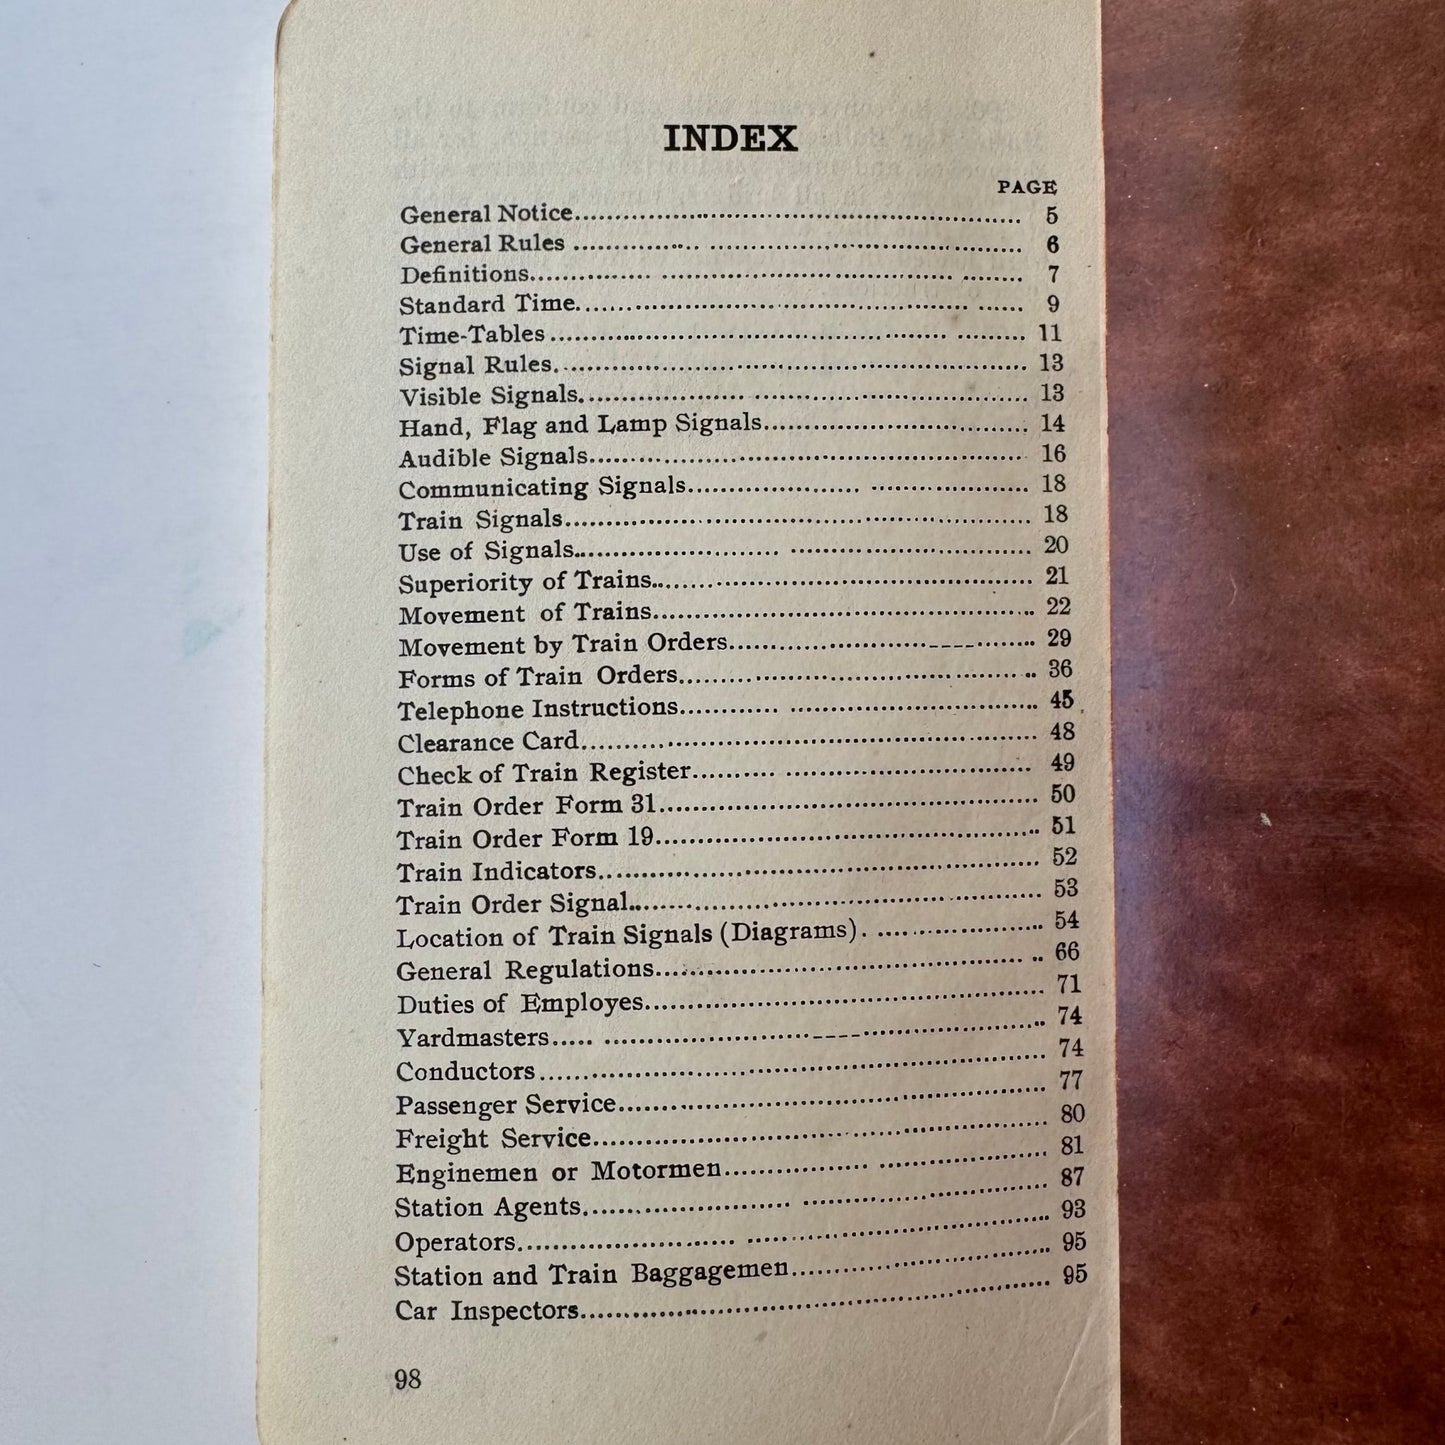 INDEX
PAGE
General Notice 5
General Rules 6
Definitions 7
Standard Time 9
Time-Tables 11
Signal Rules 13
Visible Signals 13
Hand, Flag and Lamp Signals 14
Audible Signals 16
Communicating Signals 18
Train Signals 18
Use of Signals 20
Superiority of Trains 21
Movement of Trains 22
Movement by Train Orders 29
Forms of Train Orders 36
Telephone Instructions 45
Clearance Card 48
Check of Train Register 49
Train Order Form 31 50
Train Order Form 19 51
Train Indicators 52
Train Order Signal 53
Location of Train Signals (Diagrams) 54
General Regulations 66
Duties of Employes 71
Yardmasters 74
Conductors 74
Passenger Service 77
Freight Service 80
Enginemen or Motormen 81
Station Agents 87
Operators 93
Station and Train Baggagemen 95
Car Inspectors 95
98